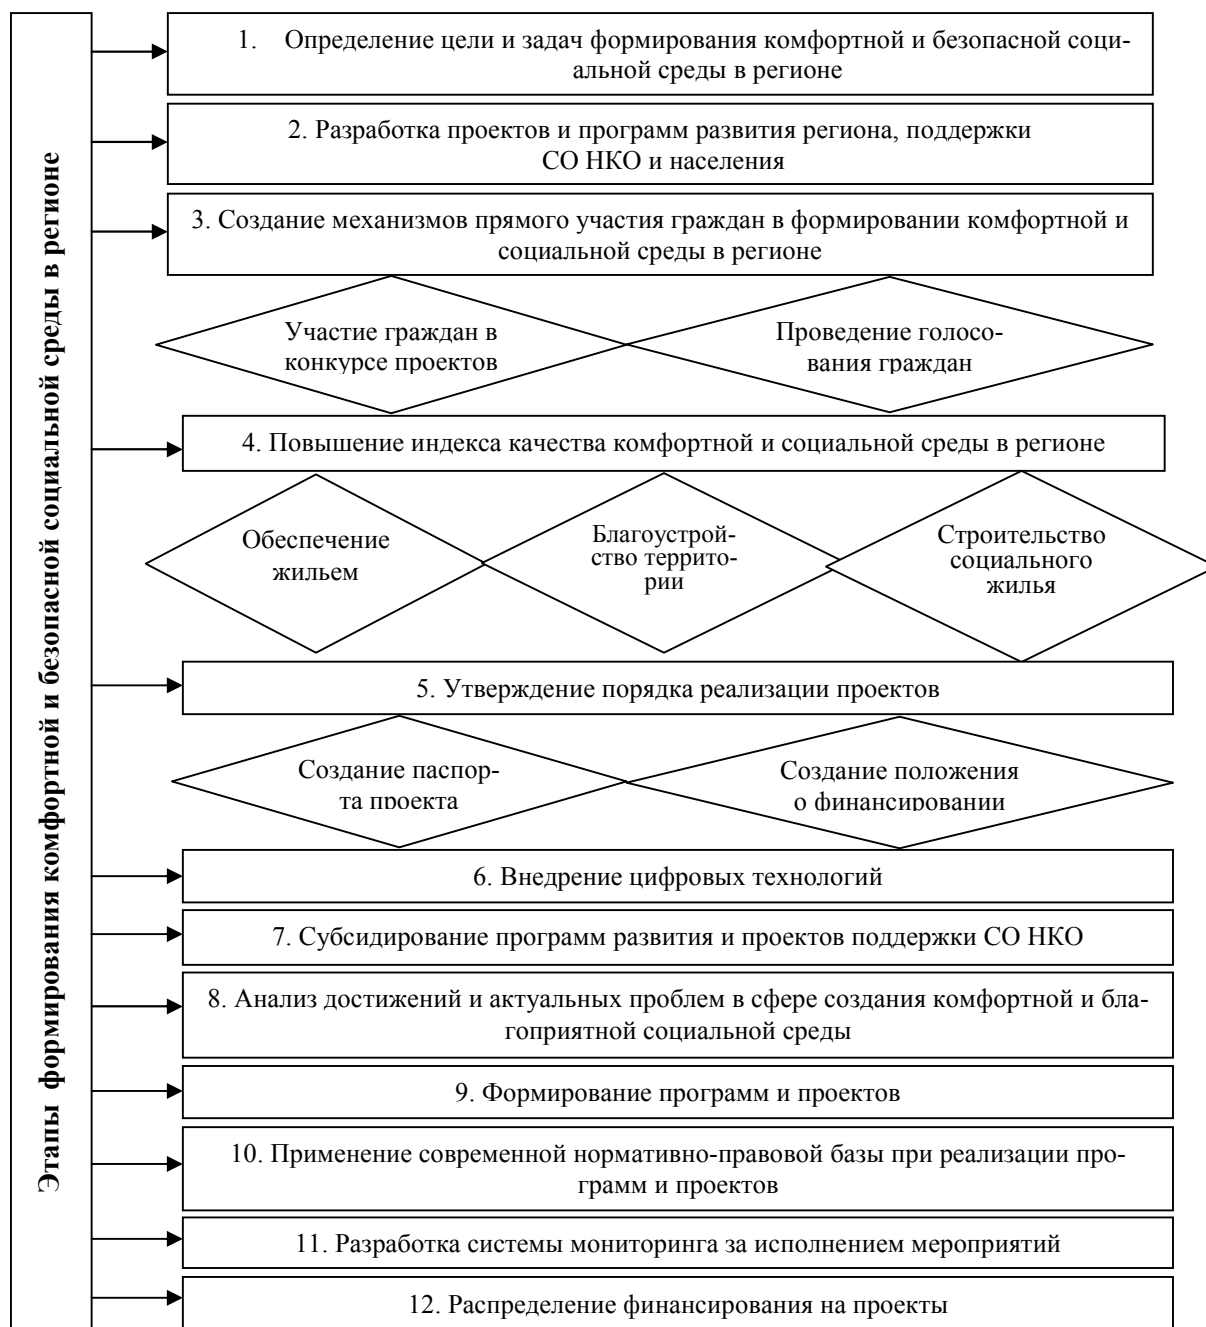 Этапы формирования комфортной и безопасной социальной среды в регионе
1. Определение цели и задач формирования комфортной и безопасной соци-
альной среды в регионе
2. Разработка проектов и программ развития региона, поддержки
СО НКО и населения
3. Создание механизмов прямого участия граждан в формировании комфортной и
социальной среды в регионе
Участие граждан в
конкурсе проектов
Проведение голосо-
вания граждан
4. Повышение индекса качества комфортной и социальной среды в регионе
Обеспечение
жильем
Благоустрой-
ство террито-
рии
Строительство
социального
жилья
5. Утверждение порядка реализации проектов
Создание паспор-
та проекта
Создание положения
о финансировании
6. Внедрение цифровых технологий
7. Субсидирование программ развития и проектов поддержки СО НКО
8. Анализ достижений и актуальных проблем в сфере создания комфортной и бла-
гоприятной социальной среды
9. Формирование программ и проектов
10. Применение современной нормативно-правовой базы при реализации про-
грамм и проектов
11. Разработка системы мониторинга за исполнением мероприятий
12. Распределение финансирования на проекты